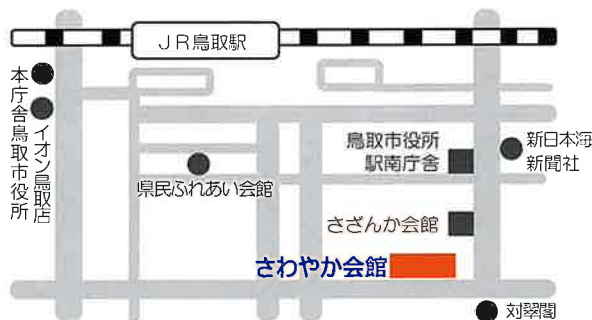 JR鳥取駅
本庁舎鳥取市役所
イオン鳥取店
鳥取市役所
駅南庁舎
新日本海
新聞社
県民ふれあい会館
さざんか会館
さわやか会館
対翠閣